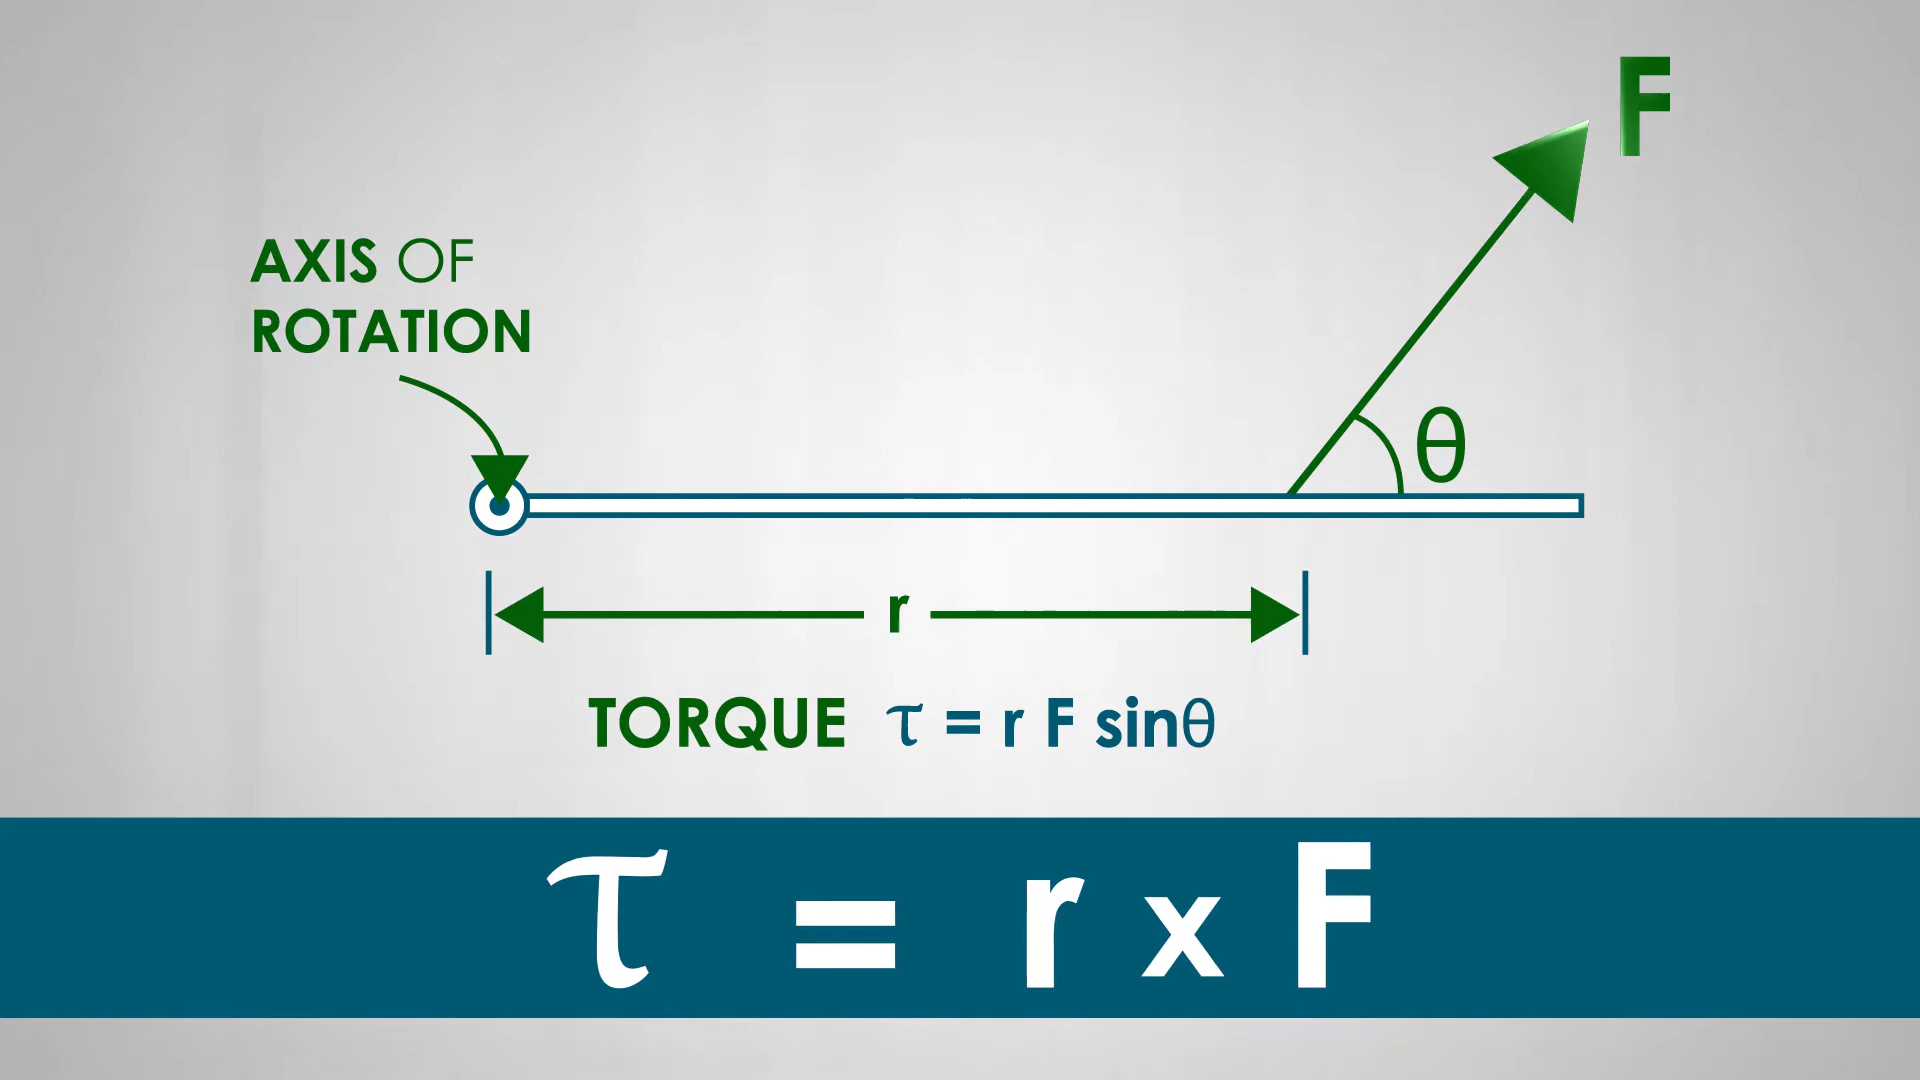 F
AXIS OF
ROTATION
θ
r
TORQUE τ = r F sinθ
τ = r x F